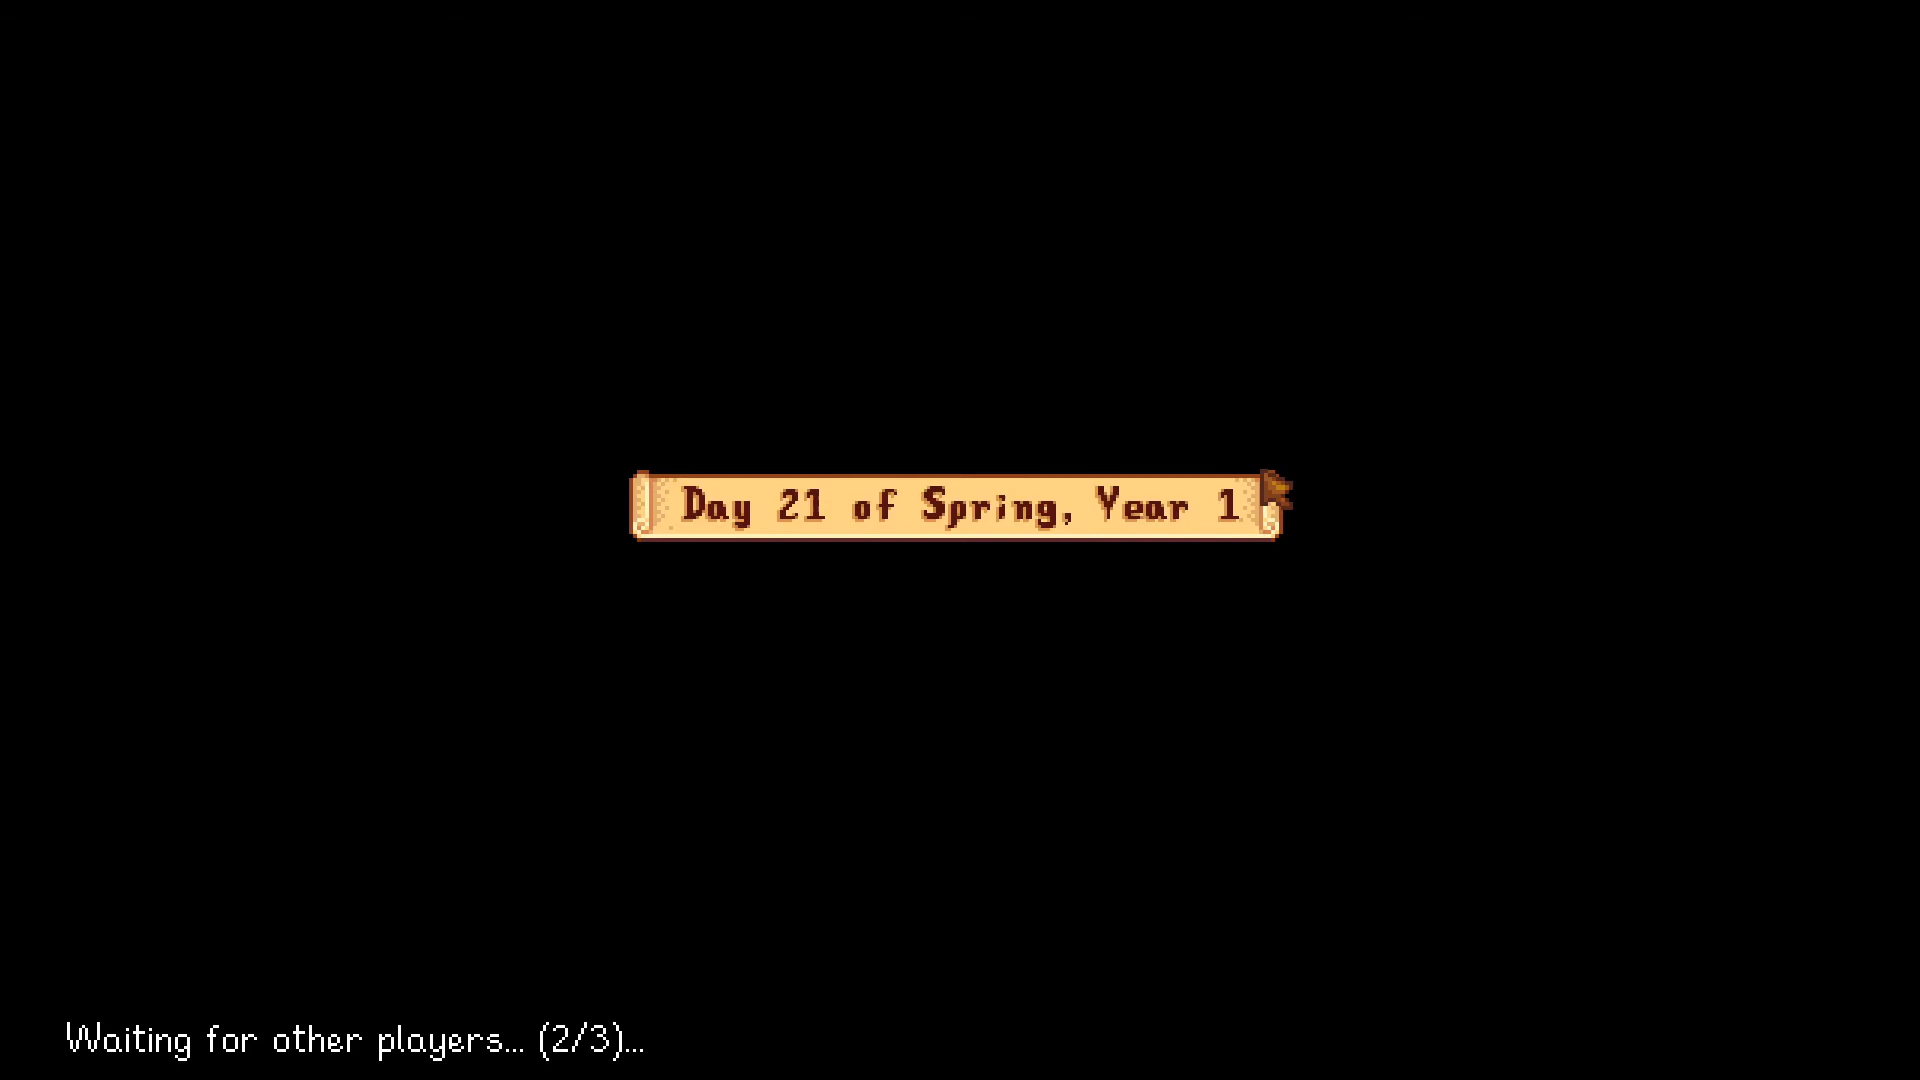 Day 21 of Spring, Year 1
Waiting for other players... (2/3)...